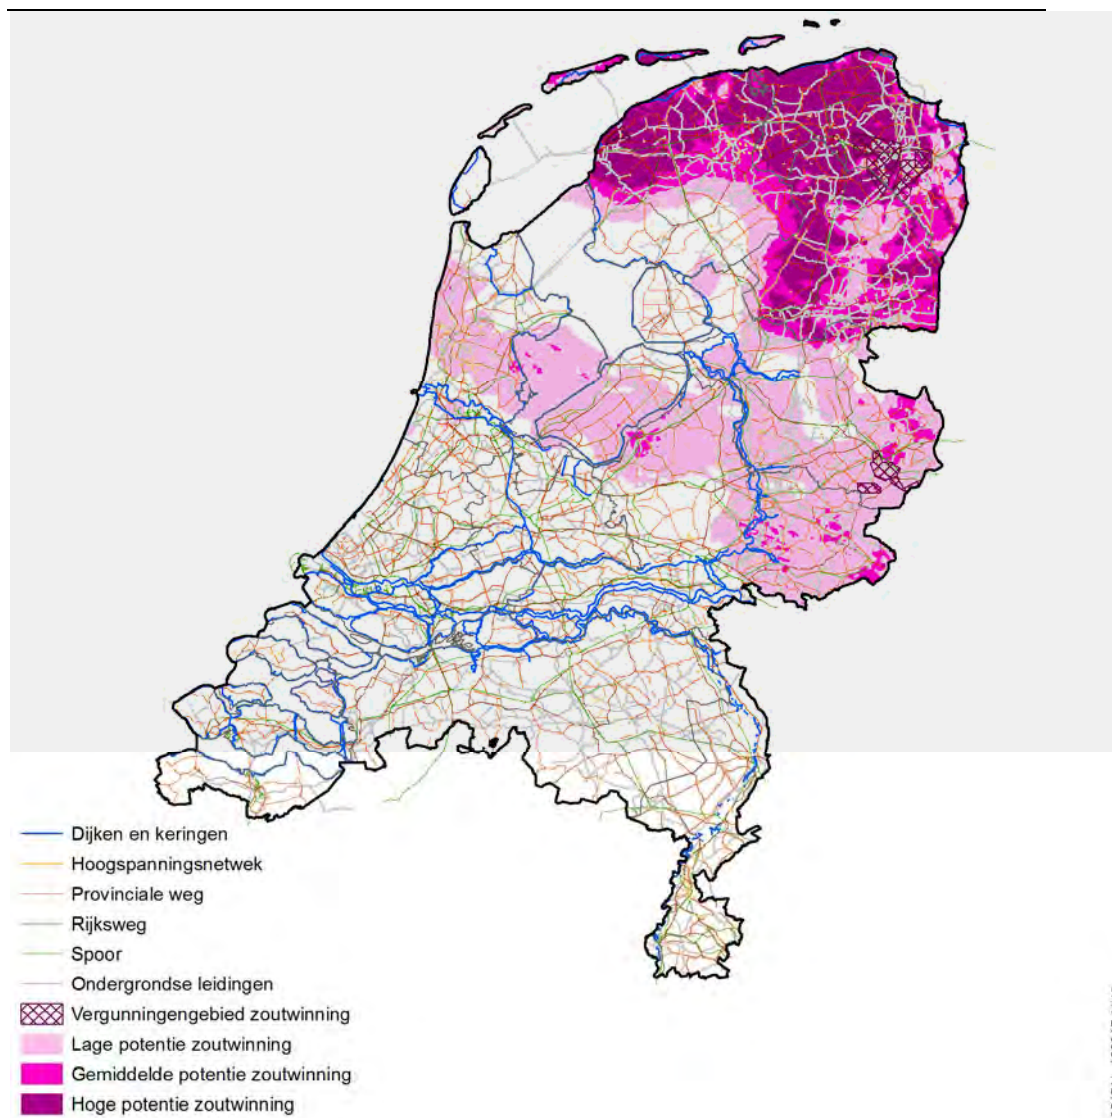 Dijken en keringen
Hoogspanningsnetwek
Provinciale weg
Rijksweg
Spoor
Ondergrondse leidingen
Vergunningengebied zoutwinning
Lage potentie zoutwinning
Gemiddelde potentie zoutwinning
Hoge potentie zoutwinning